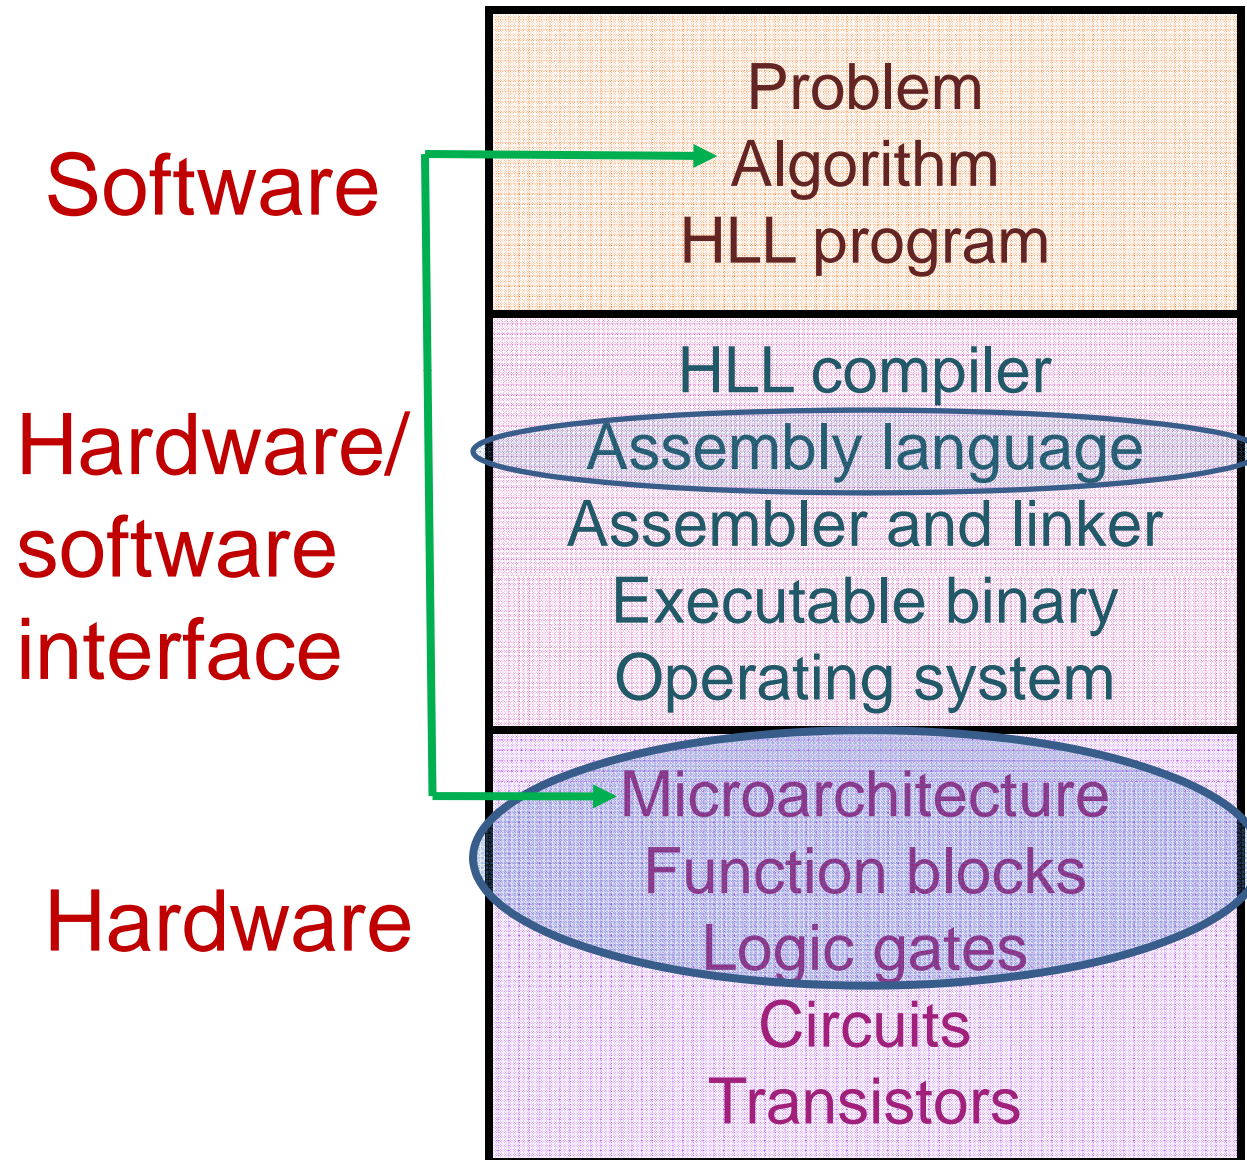 Software
Problem
Algorithm
HLL program
Hardware/
software
interface
HLL compiler
Assembly language
Assembler and linker
Executable binary
Operating system
Hardware
Microarchitecture
Function blocks
Logic gates
Circuits
Transistors